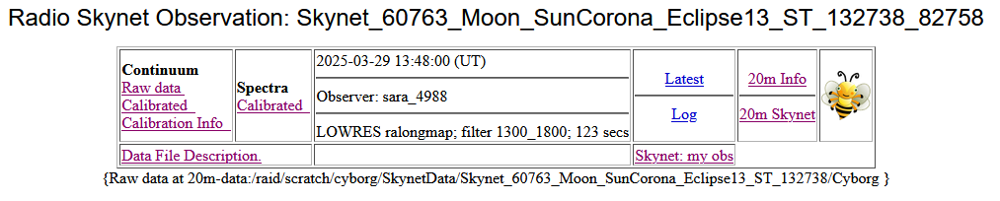 Radio Skynet Observation: Skynet_60763_Moon_SunCorona_Eclipse13_ST_132738_82758
Continuum
Raw data
Calibrated
Calibration Info
Spectra
Calibrated
2025-03-29 13:48:00 (UT)
Observer: sara_4988
LOWRES ralongmap; filter 1300_1800; 123 secs
Latest
Log
20m Info
20m Skynet
Data File Description.
Skynet: my obs
{Raw data at 20m-data:/raid/scratch/cyborg/SkynetData/Skynet_60763_Moon_SunCorona_Eclipse13_ST_132738/Cyborg }